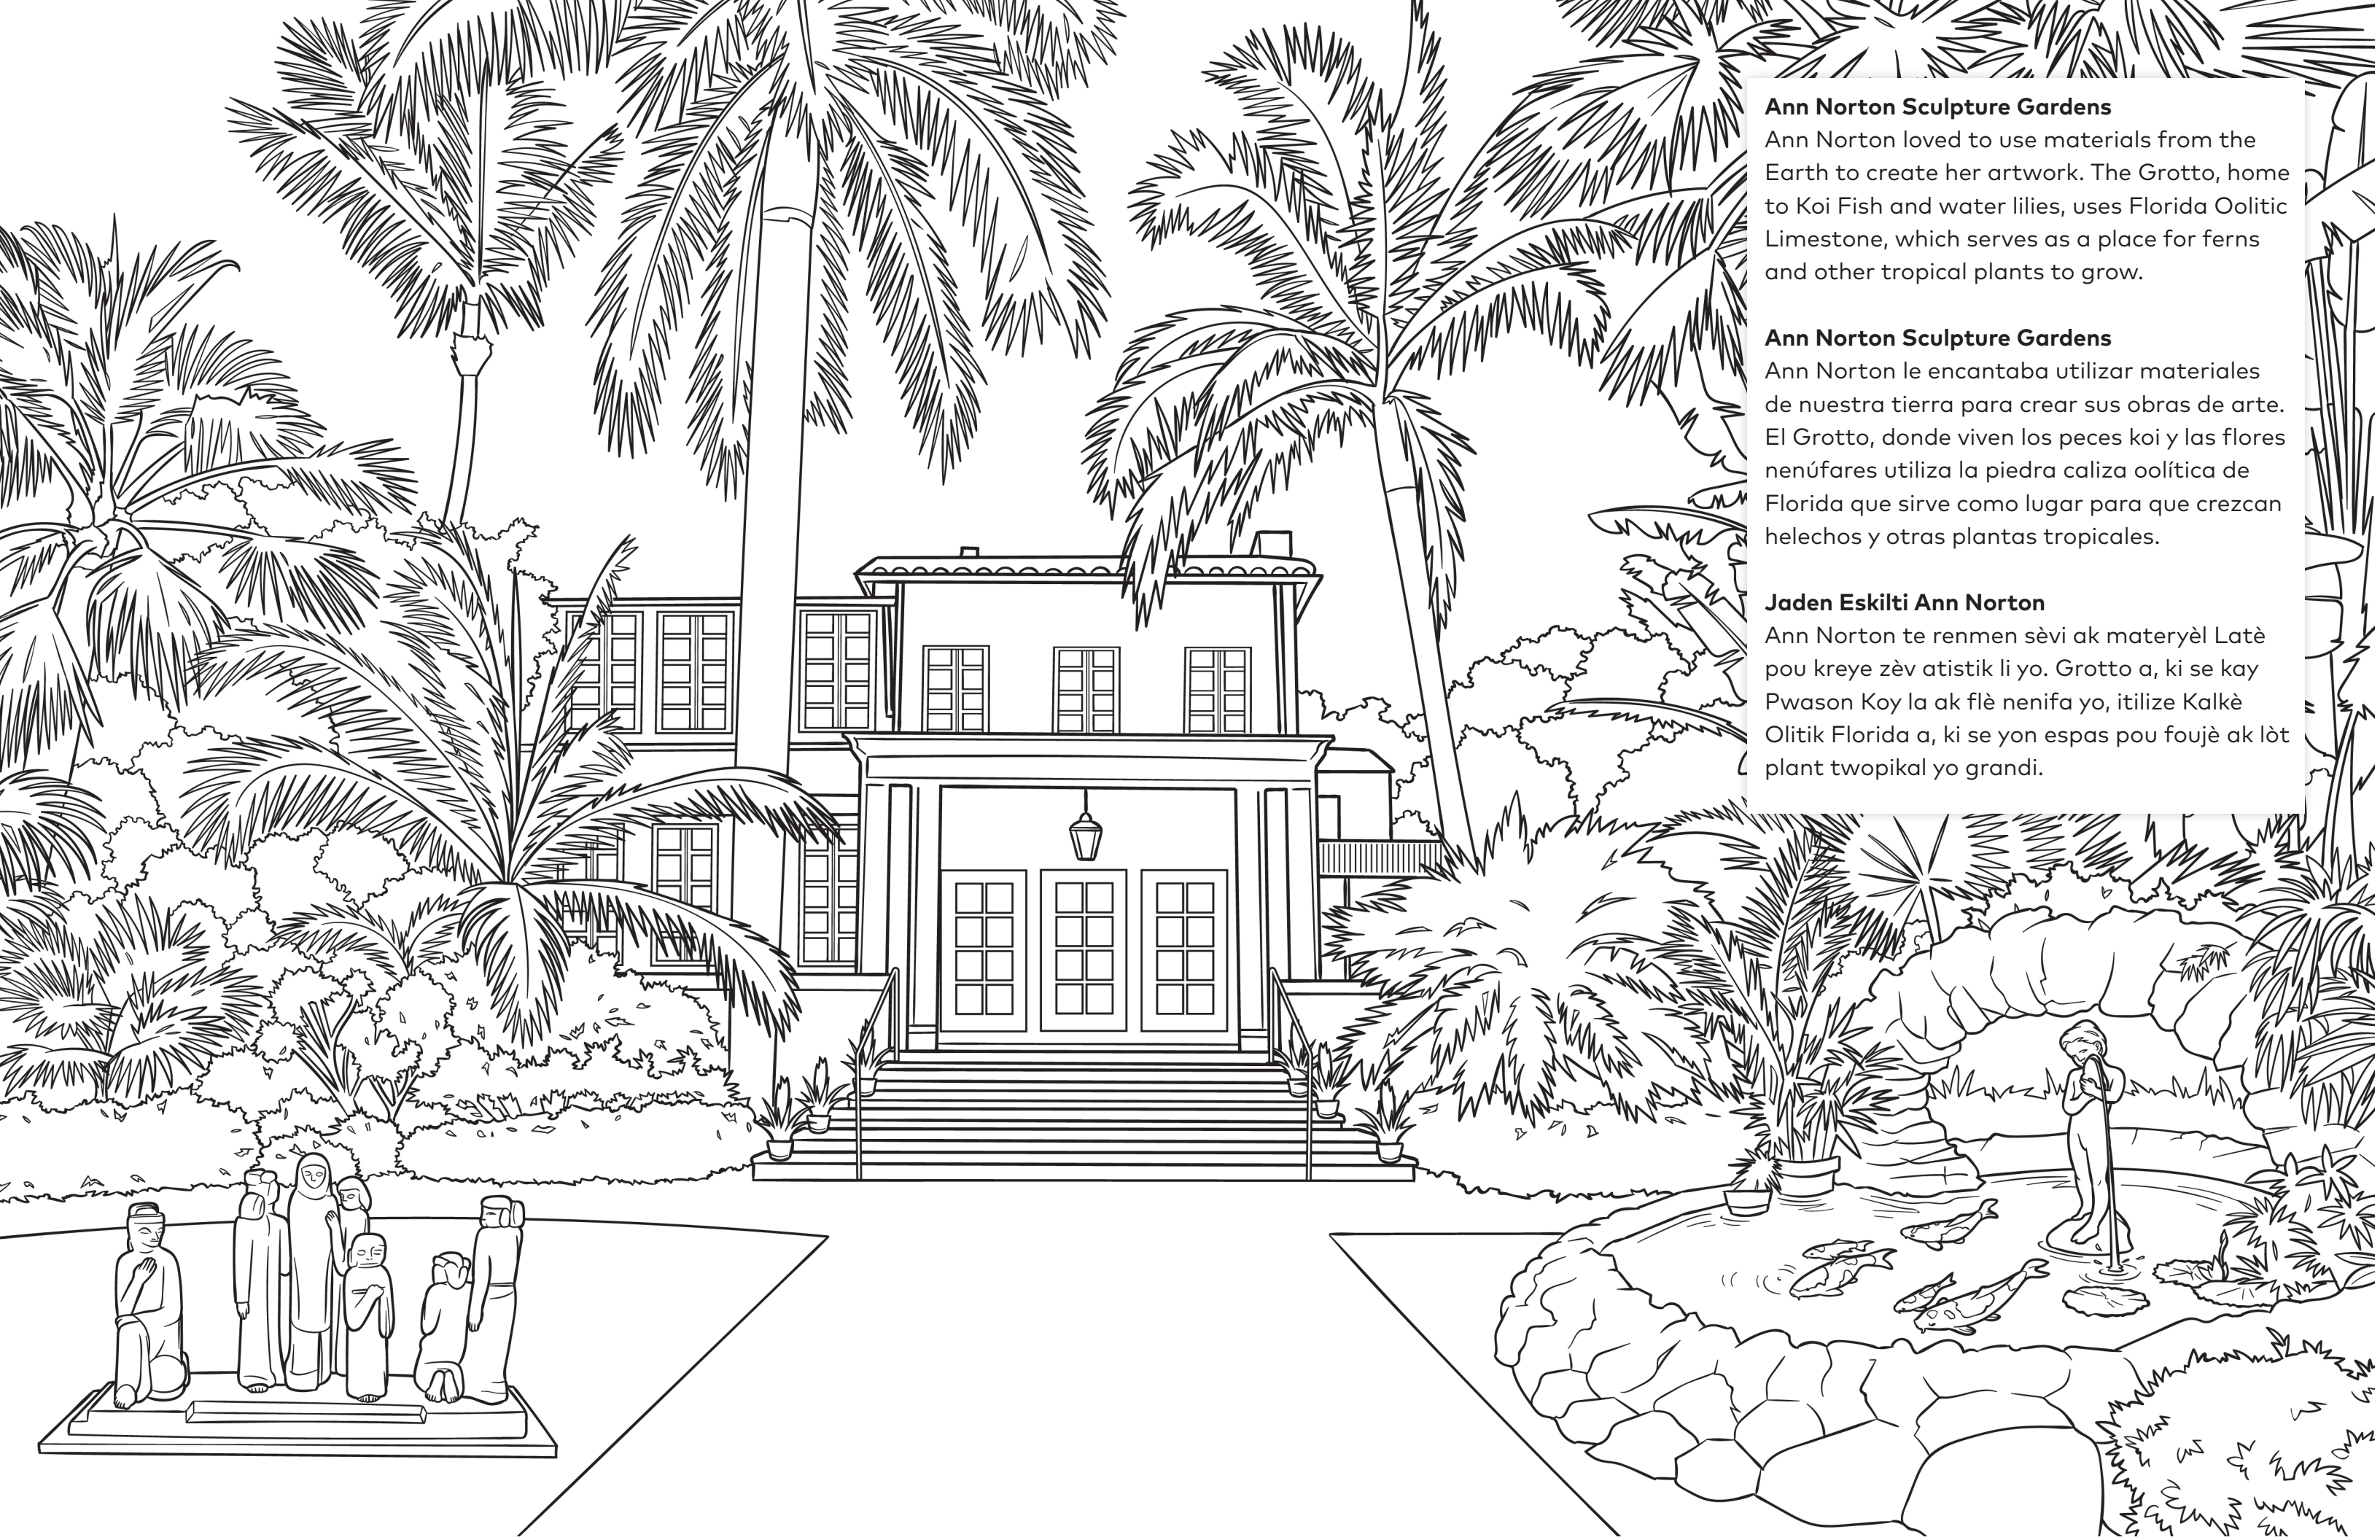 Ann Norton Sculpture Gardens
Ann Norton loved to use materials from the
Earth to create her artwork. The Grotto, home
to Koi Fish and water lilies, uses Florida Oolitic
Limestone, which serves as a place for ferns
and other tropical plants to grow.
Ann Norton Sculpture Gardens
Ann Norton le encantaba utilizar materiales
de nuestra tierra para crear sus obras de arte.
El Grotto, donde viven los peces koi y las flores
nenúfares utiliza la piedra caliza oolítica de
Florida que sirve como lugar para que crezcan
helechos y otras plantas tropicales.
Jaden Eskilti Ann Norton
Ann Norton te renmen sèvi ak materyèl Latè
pou kreye zèv atistik li yo. Grotto a, ki se kay
Pwason Koy la ak flè nenifa yo, itilize Kalkè
Olitik Florida a, ki se yon espas pou foujè ak lòt
plant twopikal yo grandi.